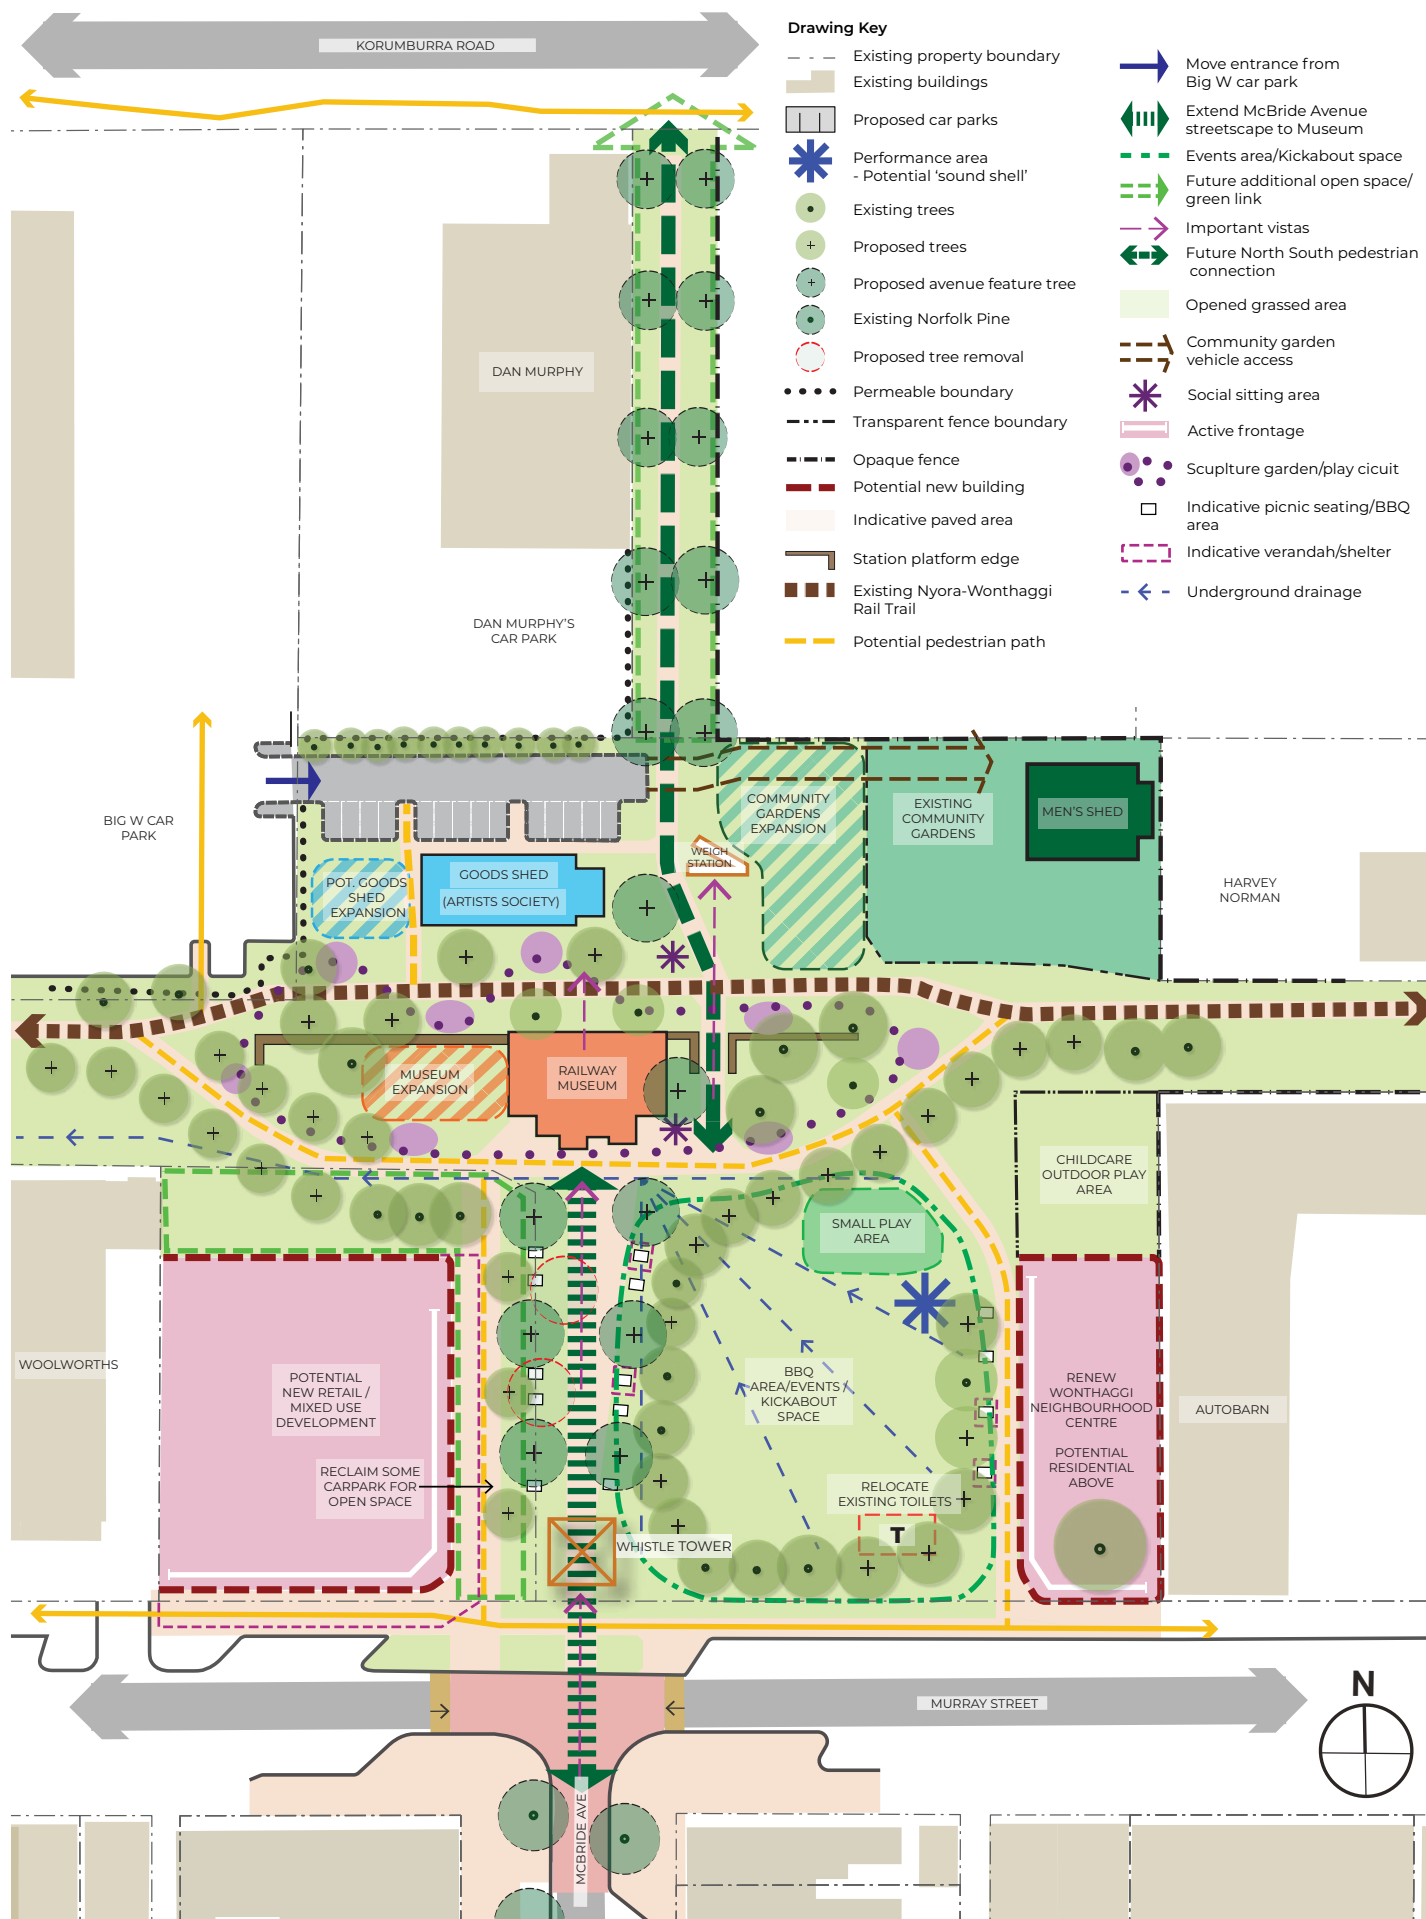 KORUMBURRA ROAD
Drawing Key
Existing property boundary
Existing buildings
Proposed car parks
Performance area
- Potential ‘sound shell’
Existing trees
Proposed trees
Proposed avenue feature tree
Existing Norfolk Pine
Proposed tree removal
Permeable boundary
Transparent fence boundary
Opaque fence
Potential new building
Indicative paved area
Station platform edge
Existing Nyora-Wonthaggi
Rail Trail
Potential pedestrian path
Move entrance from
Big W car park
Extend McBride Avenue
streetscape to Museum
Events area/Kickabout space
Future additional open space/
green link
Important vistas
Future North South pedestrian
connection
Opened grassed area
Community garden
vehicle access
Social sitting area
Active frontage
Scuplture garden/play cicuit
Indicative picnic seating/BBQ
area
Indicative verandah/shelter
Underground drainage
DAN MURPHY
DAN MURPHY’S
CAR PARK
BIG W CAR
PARK
COMMUNITY
GARDENS
EXPANSION
EXISTING
COMMUNITY
GARDENS
MEN’S SHED
WEIGH
STATION
GOODS SHED
(ARTISTS SOCIETY)
POT. GOODS
SHED
EXPANSION
HARVEY
NORMAN
MUSEUM
EXPANSION
RAILWAY
MUSEUM
CHILDCARE
OUTDOOR PLAY
AREA
SMALL PLAY
AREA
WOOLWORTHS
POTENTIAL
NEW RETAIL /
MIXED USE
DEVELOPMENT
RECLAIM SOME
CARPARK FOR
OPEN SPACE
BBQ
AREA/EVENTS /
KICKABOUT
SPACE
RENEW
WONTHAGGI
NEIGHBOURHOOD
CENTRE
POTENTIAL
RESIDENTIAL
ABOVE
AUTOBARN
RELOCATE
EXISTING TOILETS
T
WHISTLE TOWER
MURRAY STREET
N
MCBRIDE AVE